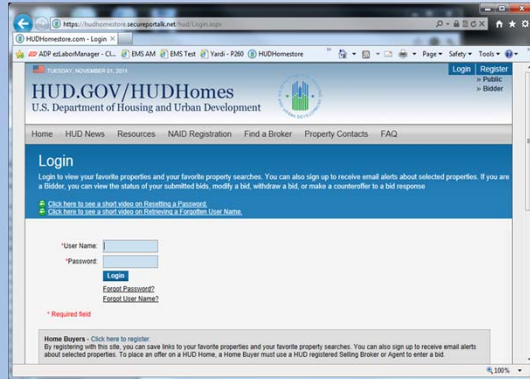 https://hudhomestore.secureportalk.net/hud/Login.aspx
HUDHomestore.com - Login
ADP ezLaborManager - Cl... EMS AM EMS Test Yardi - P260 HUDHomestore Page Safety Tools
TUESDAY, NOVEMBER 01, 2011 Login Register
» Public
» Bidder
HUD.GOV/HUDHomes
U.S. Department of Housing and Urban Development
Home HUD News Resources NAID Registration Find a Broker Property Contacts FAQ
Login
Login to view your favorite properties and your favorite property searches. You can also sign up to receive email alerts about selected properties. If you are
a Bidder, you can view the status of your submitted bids, modify a bid, withdraw a bid, or make a counteroffer to a bid response
Click here to see a short video on Resetting a Password.
Click here to see a short video on Retrieving a Forgotten User Name.
*User Name:
*Password:
Login
Forgot Password?
Forgot User Name?
* Required field
Home Buyers - Click here to register.
By registering with this site, you can save links to your favorite properties and your favorite property searches. You can also sign up to receive email alerts
about selected properties. To place an offer on a HUD Home, a Home Buyer must use a HUD registered Selling Broker or Agent to enter a bid.
100%